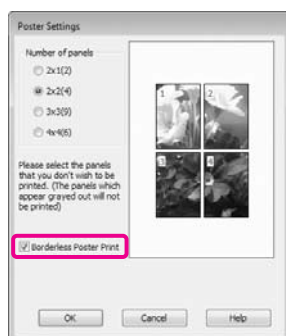 Poster Settings
Number of panels
2x1(2)
2x2(4)
3x3(9)
4x4(6)
Please select the panels
that you don't wish to be
printed. (The panels which
appear grayed out will not
be printed)
Borderless Poster Print
1 2
3 4
OK Cancel Help